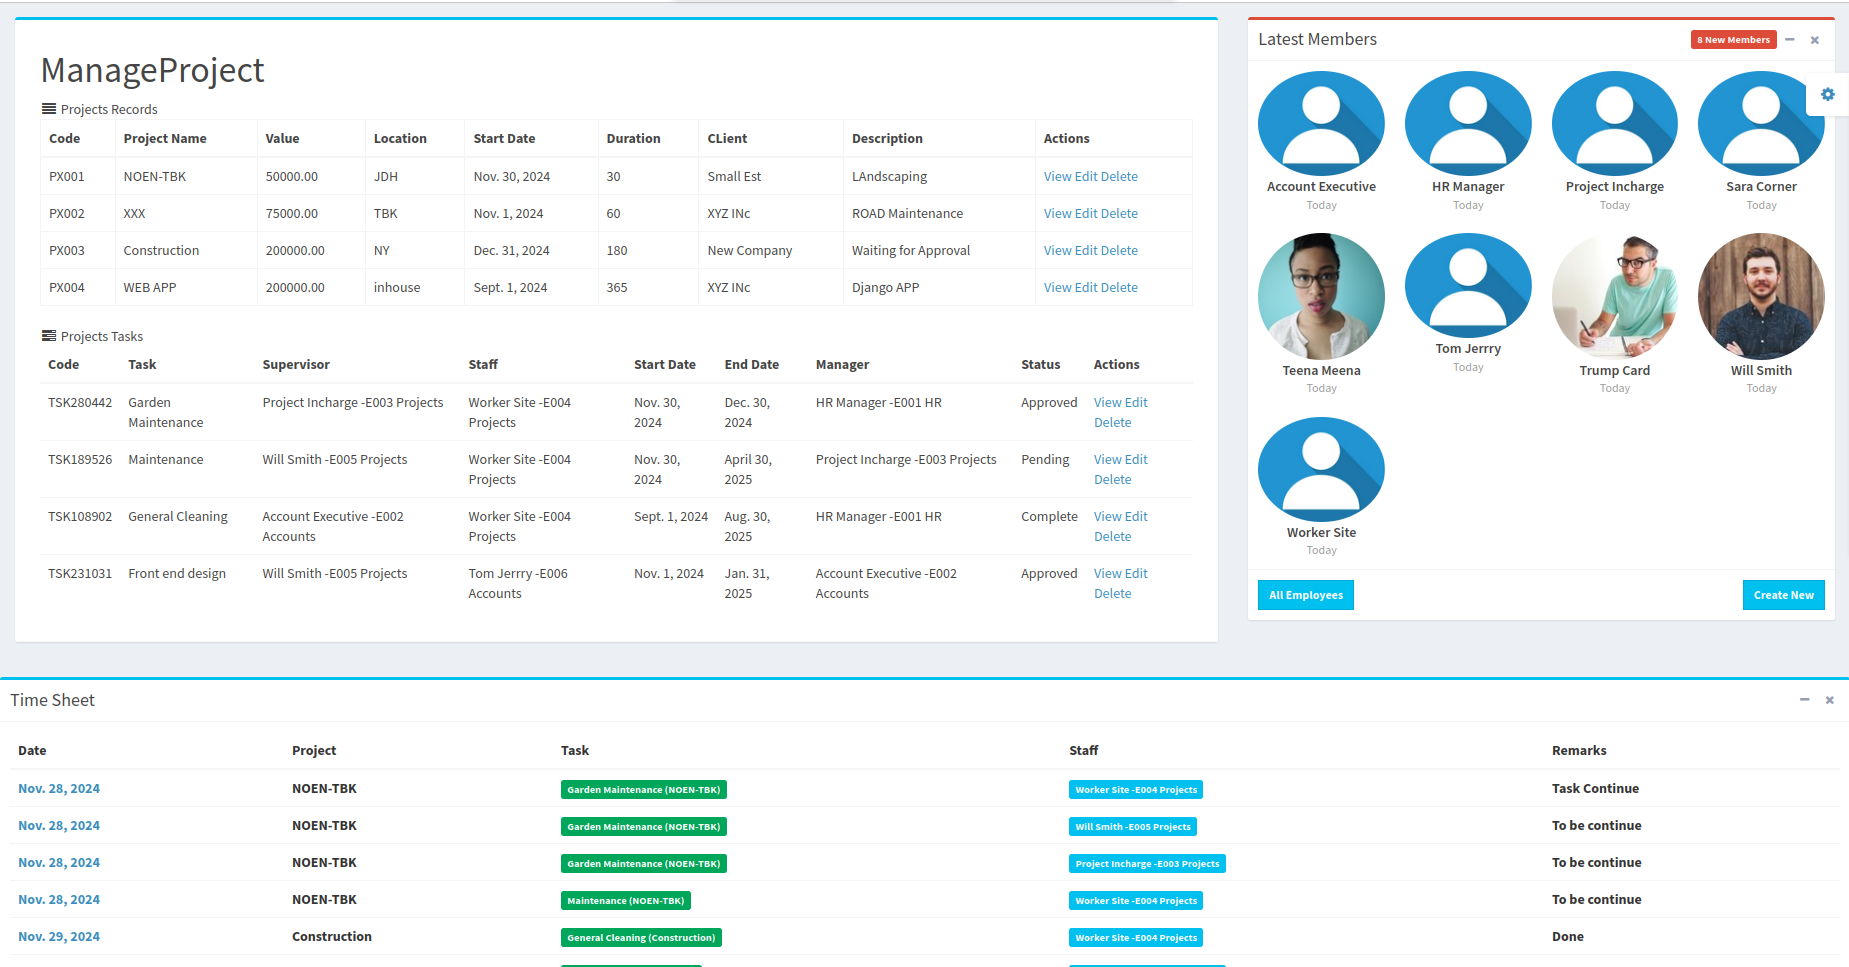 ManageProject
Projects Records
Code Project Name Value Location Start Date Duration CLient Description Actions
PX001 NOEN-TBK 50000.00 JDH Nov. 30, 2024 30 Small Est LAndscaping View Edit Delete
PX002 XXX 75000.00 TBK Nov. 1, 2024 60 XYZ INc ROAD Maintenance View Edit Delete
PX003 Construction 200000.00 NY Dec. 31, 2024 180 New Company Waiting for Approval View Edit Delete
PX004 WEB APP 200000.00 inhouse Sept. 1, 2024 365 XYZ INc Django APP View Edit Delete
Projects Tasks
Code Task Supervisor Staff Start Date End Date Manager Status Actions
TSK280442 Garden Project Incharge -E003 Projects Worker Site -E004 Nov. 30, Dec. 30, HR Manager -E001 HR Approved View Edit
Maintenance Projects 2024 2024 Delete
TSK189526 Maintenance Will Smith -E005 Projects Worker Site -E004 Nov. 30, April 30, Project Incharge -E003 Projects Pending View Edit
Projects 2024 2025 Delete
TSK108902 General Cleaning Account Executive -E002 Worker Site -E004 Sept. 1, 2024 Aug. 30, HR Manager -E001 HR Complete View Edit
Accounts Projects 2025 Delete
TSK231031 Front end design Will Smith -E005 Projects Tom Jerrry -E006 Nov. 1, 2024 Jan. 31, Account Executive -E002 Approved View Edit
Accounts 2025 Accounts Delete
Latest Members 8 New Members
Account Executive HR Manager Project Incharge Sara Corner
Today Today Today Today
Teena Meena Tom Jerrry Trump Card Will Smith
Today Today Today Today
Worker Site
Today
All Employees Create New
Time Sheet
Date Project Task Staff Remarks
Nov. 28, 2024 NOEN-TBK Garden Maintenance (NOEN-TBK) Worker Site -E004 Projects Task Continue
Nov. 28, 2024 NOEN-TBK Garden Maintenance (NOEN-TBK) Will Smith -E005 Projects To be continue
Nov. 28, 2024 NOEN-TBK Garden Maintenance (NOEN-TBK) Project Incharge -E003 Projects To be continue
Nov. 28, 2024 NOEN-TBK Maintenance (NOEN-TBK) Worker Site -E004 Projects To be continue
Nov. 29, 2024 Construction General Cleaning (Construction) Worker Site -E004 Projects Done